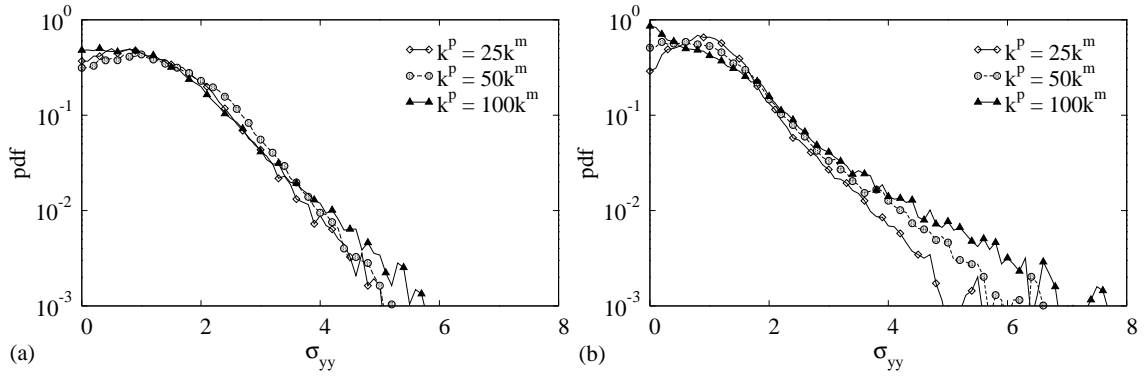 10^0
10^-1
10^-2
10^-3
pdf
k^p = 25k^m
k^p = 50k^m
k^p = 100k^m
0 2 4 6 8
σ_yy
(a)
10^0
10^-1
10^-2
10^-3
pdf
k^p = 25k^m
k^p = 50k^m
k^p = 100k^m
0 2 4 6 8
σ_yy
(b)